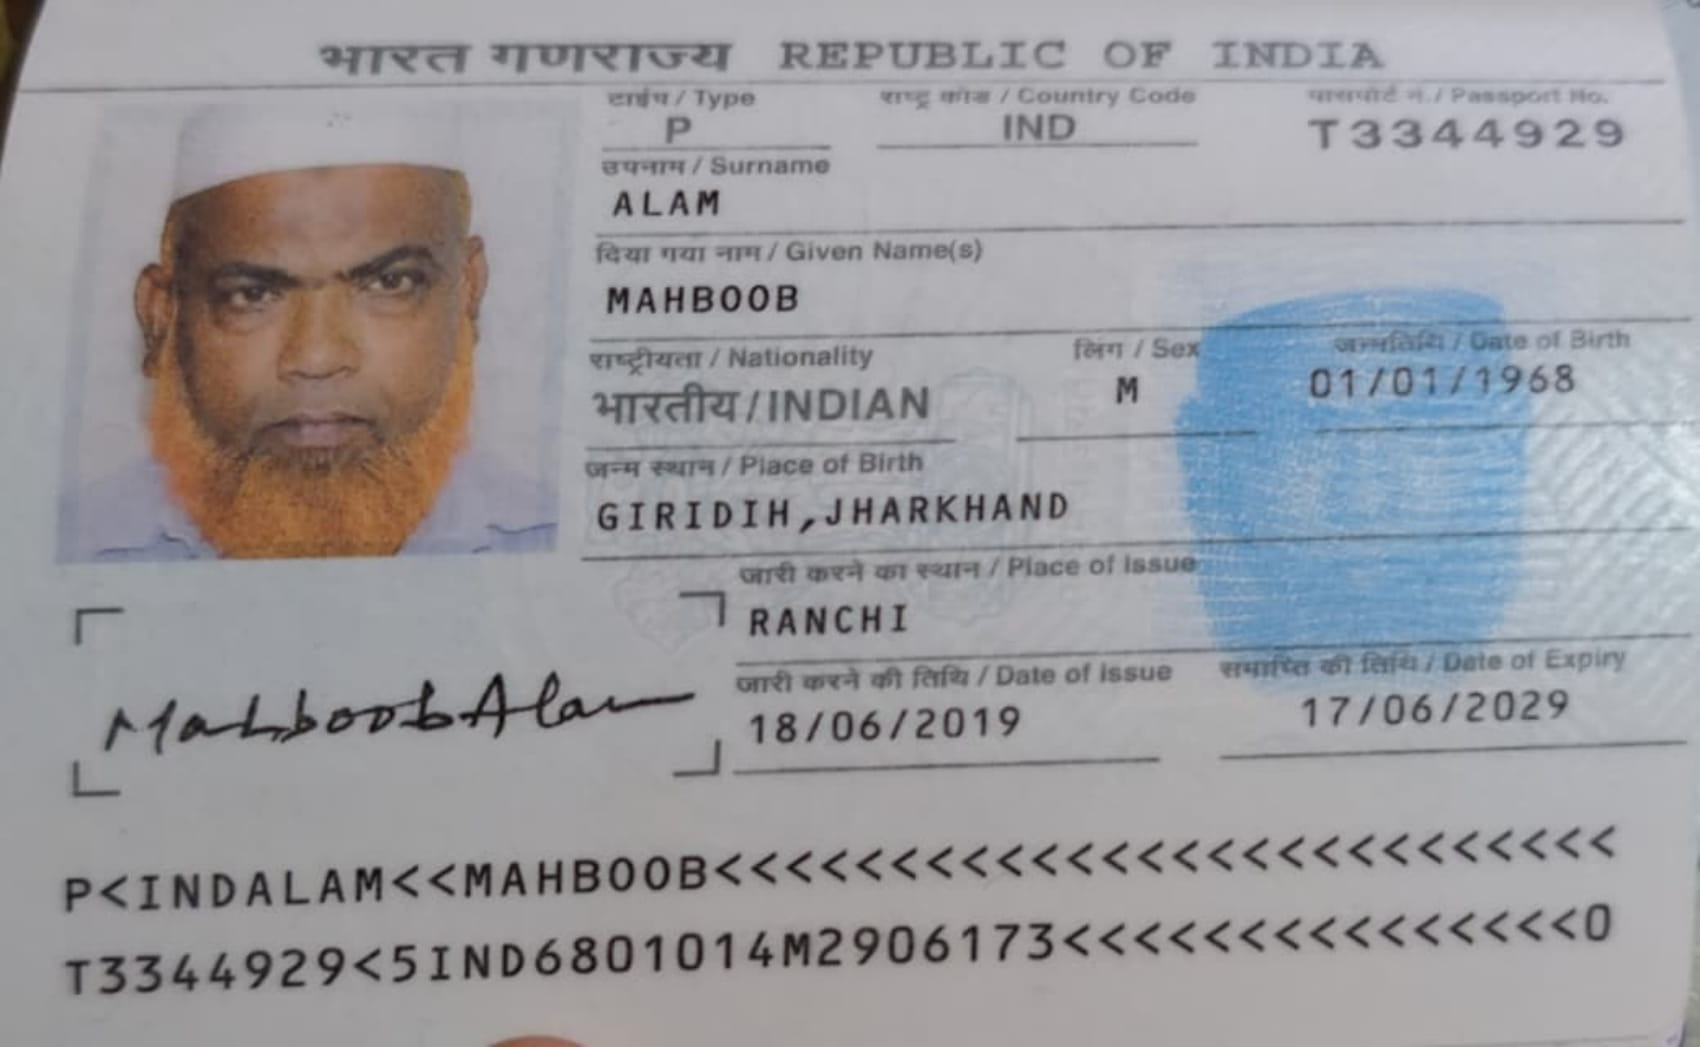 भारत गणराज्य REPUBLIC OF INDIA
टाईप / Type राष्ट्र कोड / Country Code पासपोर्ट नं. / Passport No.
P IND T3344929
उपनाम / Surname
ALAM
दिया गया नाम / Given Name(s)
MAHBOOB
राष्ट्रीयता / Nationality लिंग / Sex जन्मतिथि / Date of Birth
भारतीय / INDIAN M 01/01/1968
जन्म स्थान / Place of Birth
GIRIDIH,JHARKHAND
जारी करने का स्थान / Place of Issue
RANCHI
जारी करने की तिथि / Date of Issue समाप्ति की तिथि / Date of Expiry
18/06/2019 17/06/2029
Mahboob Alam
P<INDALAM<<MAHBOOB<<<<<<<<<<<<<<<<<<<<<<<<<<
T3344929<5IND6801014M2906173<<<<<<<<<<<<<<<0